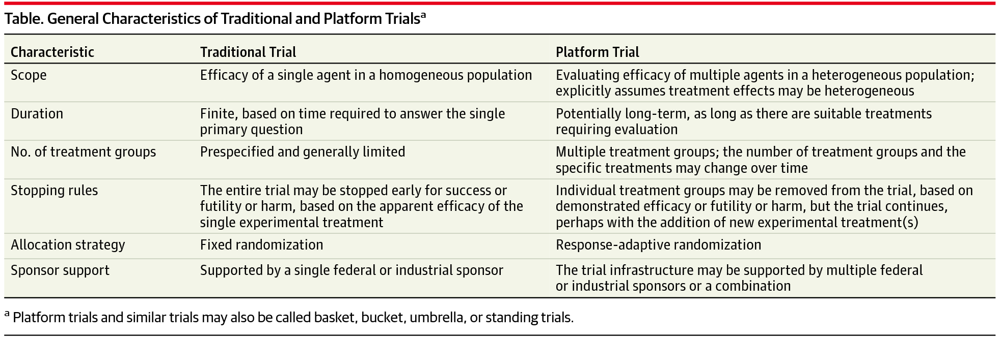 Table. General Characteristics of Traditional and Platform Trialsª
Characteristic Traditional Trial Platform Trial
Scope Efficacy of a single agent in a homogeneous population Evaluating efficacy of multiple agents in a heterogeneous population;
explicitly assumes treatment effects may be heterogeneous
Duration Finite, based on time required to answer the single Potentially long-term, as long as there are suitable treatments
primary question requiring evaluation
No. of treatment groups Prespecified and generally limited Multiple treatment groups; the number of treatment groups and the
specific treatments may change over time
Stopping rules The entire trial may be stopped early for success or Individual treatment groups may be removed from the trial, based on
futility or harm, based on the apparent efficacy of the demonstrated efficacy or futility or harm, but the trial continues,
single experimental treatment perhaps with the addition of new experimental treatment(s)
Allocation strategy Fixed randomization Response-adaptive randomization
Sponsor support Supported by a single federal or industrial sponsor The trial infrastructure may be supported by multiple federal
or industrial sponsors or a combination
ª Platform trials and similar trials may also be called basket, bucket, umbrella, or standing trials.